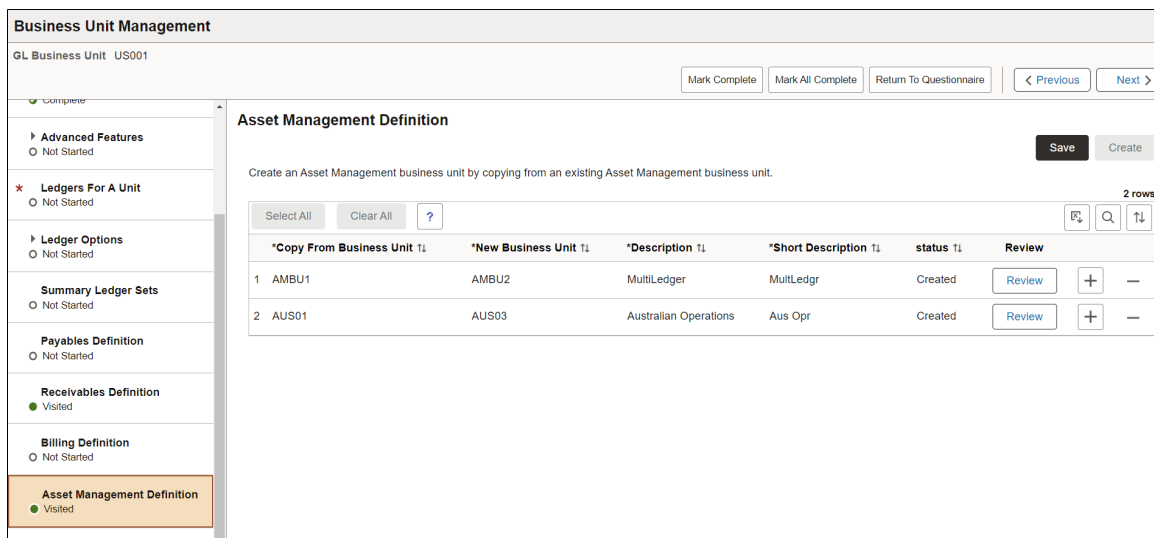 Business Unit Management
GL Business Unit US001
Mark Complete Mark All Complete Return To Questionnaire Previous Next
Complete
Advanced Features
Not Started
* Ledgers For A Unit
Not Started
Ledger Options
Not Started
Summary Ledger Sets
Not Started
Payables Definition
Not Started
Receivables Definition
Visited
Billing Definition
Not Started
Asset Management Definition
Visited
Asset Management Definition
Save Create
Create an Asset Management business unit by copying from an existing Asset Management business unit.
2 rows
Select All Clear All ?
*Copy From Business Unit *New Business Unit *Description *Short Description status Review
1 AMBU1 AMBU2 MultiLedger MultLedgr Created Review + −
2 AUS01 AUS03 Australian Operations Aus Opr Created Review + −